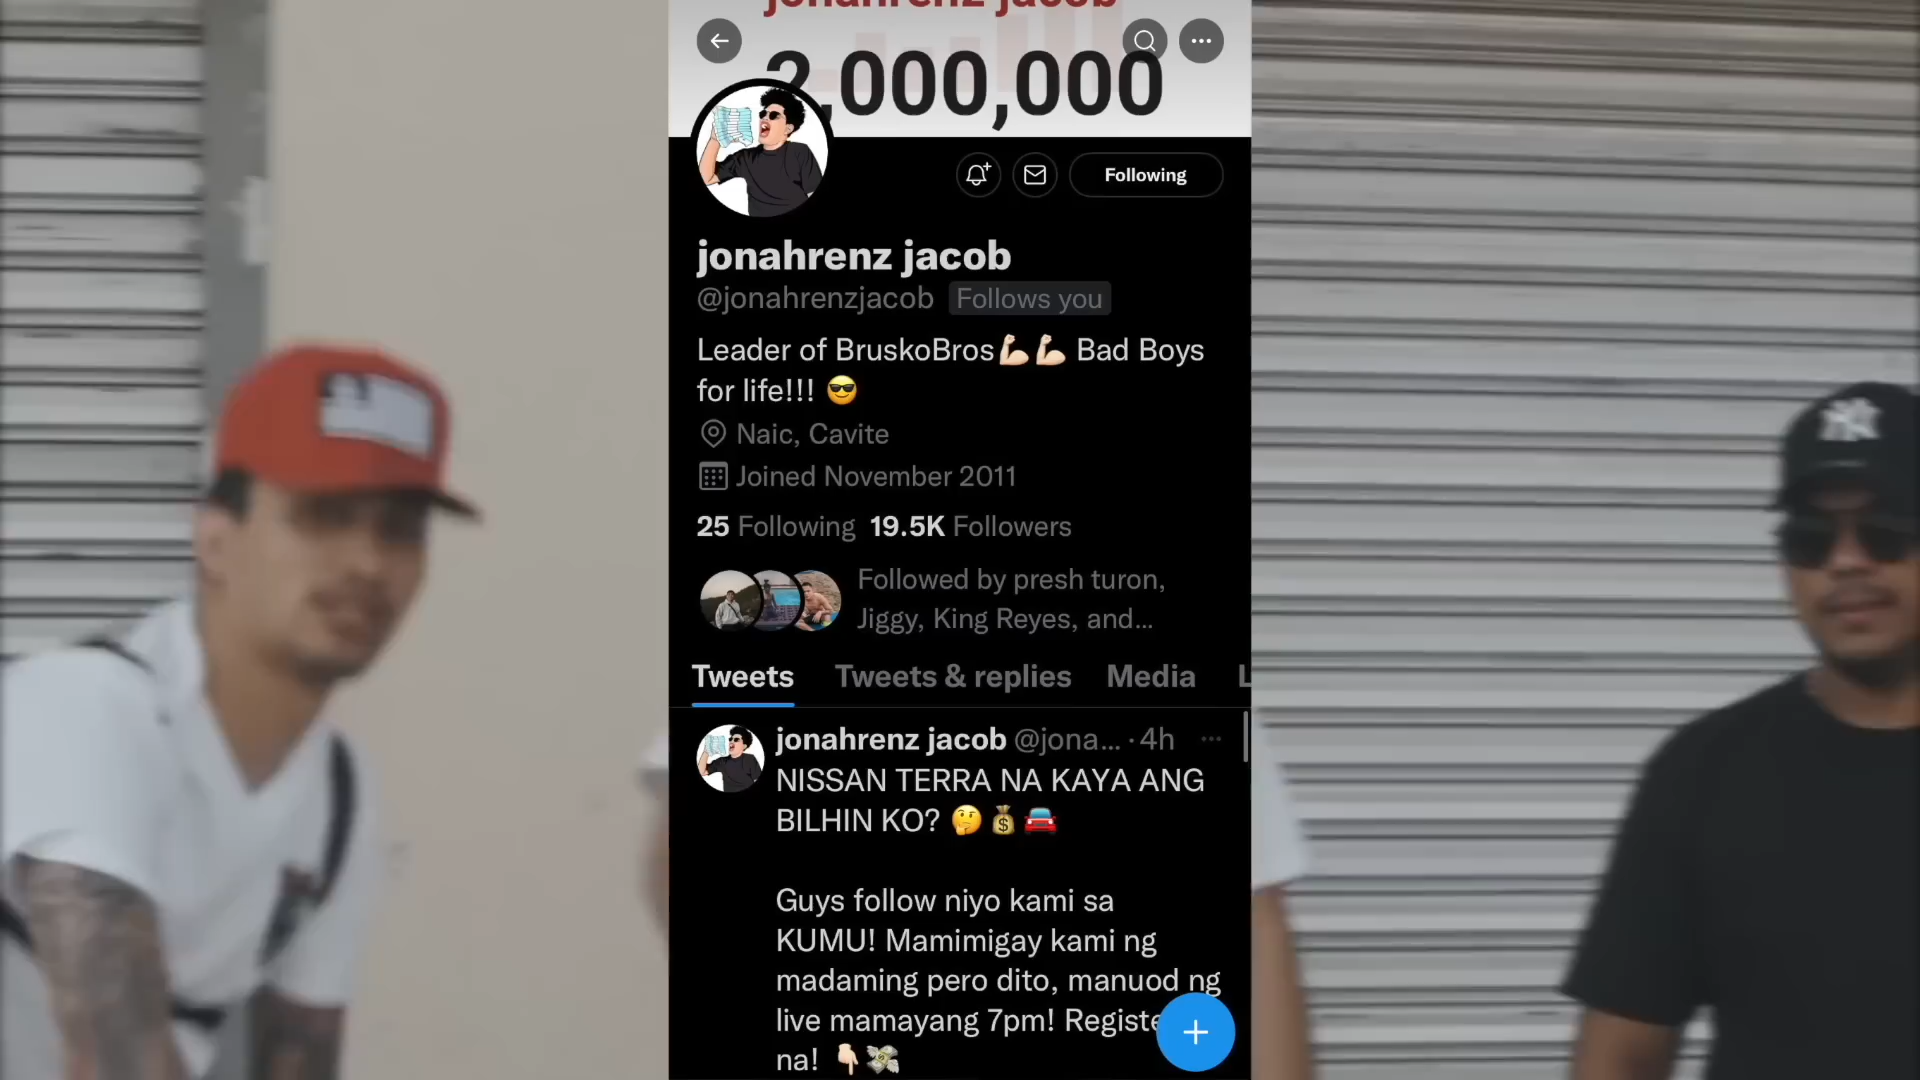 jonahrenz jacob
2,000,000
Following
jonahrenz jacob
@jonahrenzjacob Follows you
Leader of BruskoBros💪🏻💪🏻 Bad Boys
for life!!! 😎
Naic, Cavite
Joined November 2011
25 Following 19.5K Followers
Followed by presh turon,
Jiggy, King Reyes, and...
Tweets Tweets & replies Media L
jonahrenz jacob @jona... · 4h
NISSAN TERRA NA KAYA ANG
BILHIN KO? 🤔💰🚘
Guys follow niyo kami sa
KUMU! Mamimigay kami ng
madaming pero dito, manuod ng
live mamayang 7pm! Registe
na! 👇🏻💸
NY